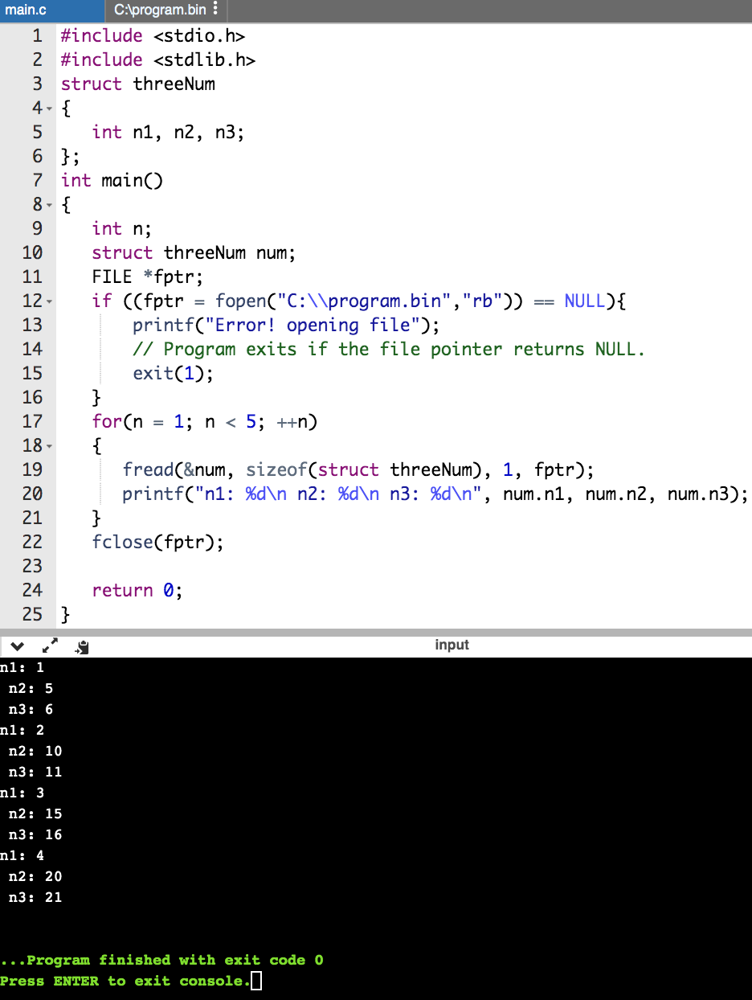 main.c C:\program.bin
1 #include <stdio.h>
2 #include <stdlib.h>
3 struct threeNum
4 {
5 int n1, n2, n3;
6 };
7 int main()
8 {
9 int n;
10 struct threeNum num;
11 FILE *fptr;
12 if ((fptr = fopen("C:\\program.bin","rb")) == NULL){
13 printf("Error! opening file");
14 // Program exits if the file pointer returns NULL.
15 exit(1);
16 }
17 for(n = 1; n < 5; ++n)
18 {
19 fread(&num, sizeof(struct threeNum), 1, fptr);
20 printf("n1: %d\n n2: %d\n n3: %d\n", num.n1, num.n2, num.n3);
21 }
22 fclose(fptr);
23
24 return 0;
25 }
input
n1: 1
n2: 5
n3: 6
n1: 2
n2: 10
n3: 11
n1: 3
n2: 15
n3: 16
n1: 4
n2: 20
n3: 21
...Program finished with exit code 0
Press ENTER to exit console.